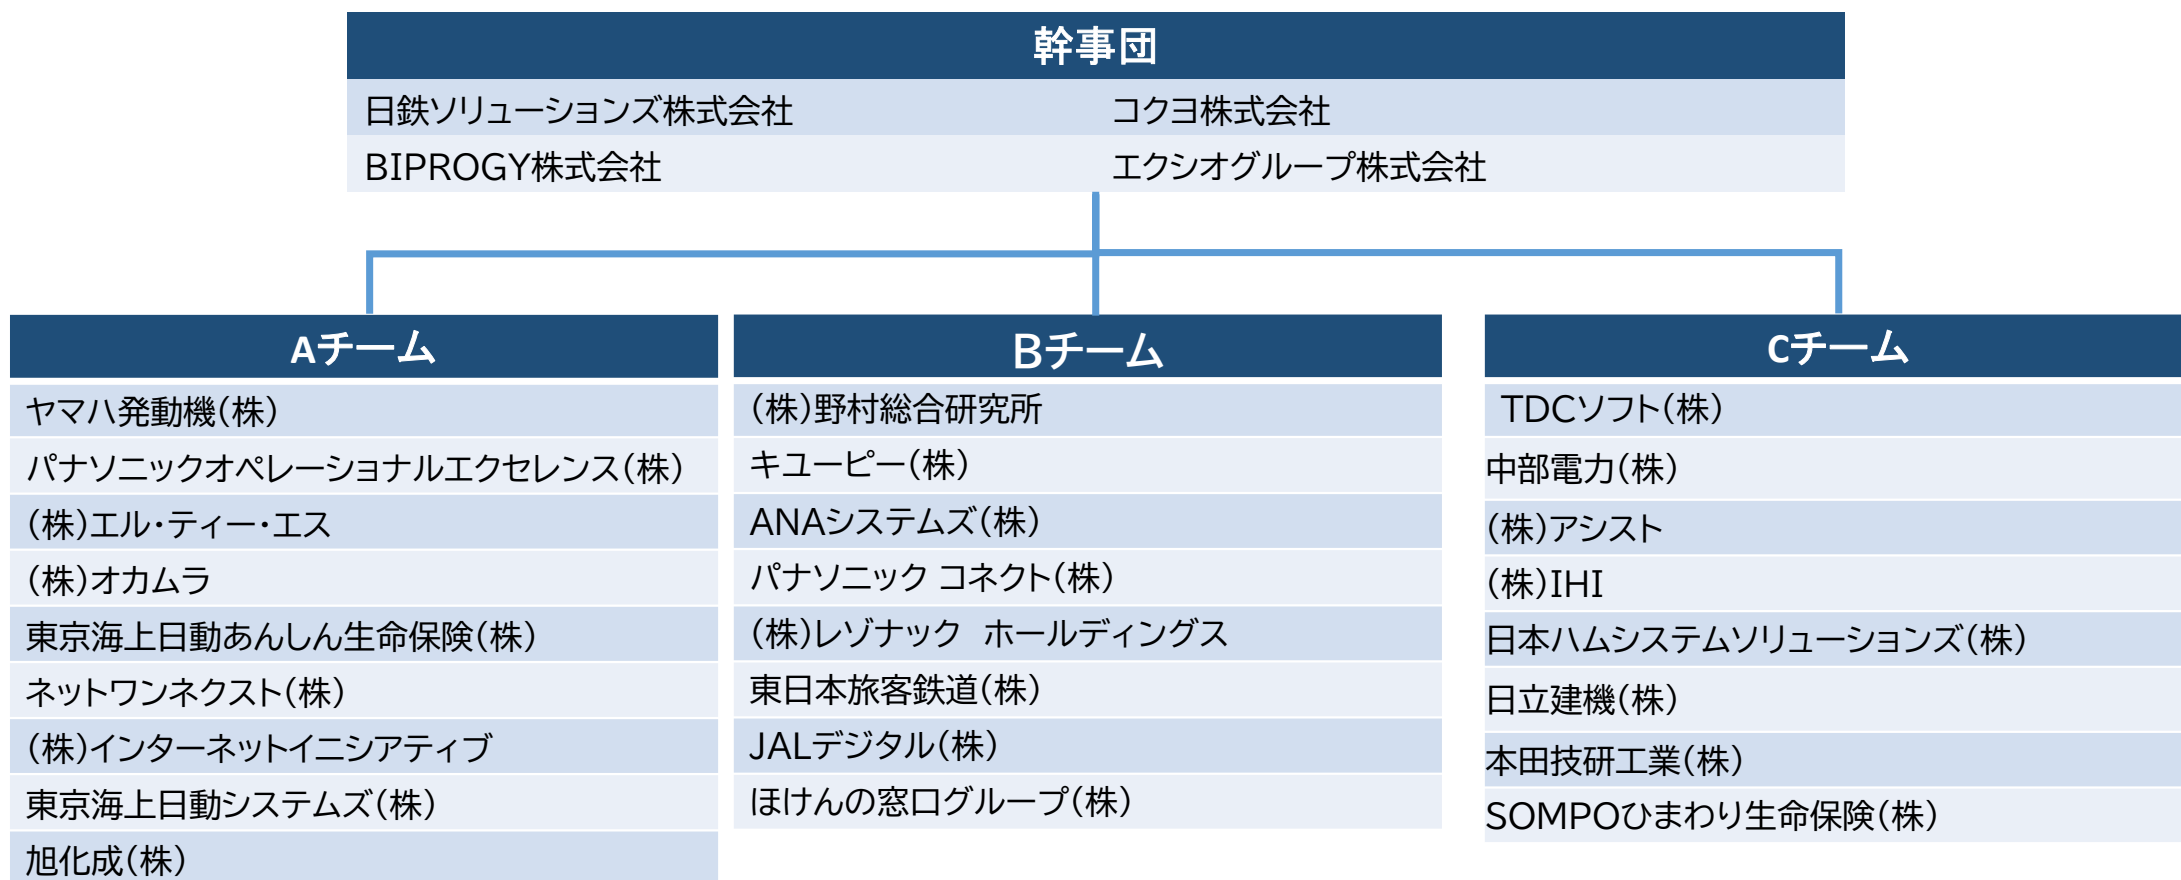 幹事団
日鉄ソリューションズ株式会社 コクヨ株式会社
BIPROGY株式会社 エクシオグループ株式会社
Aチーム
ヤマハ発動機(株)
パナソニックオペレーショナルエクセレンス(株)
(株)エル・ティー・エス
(株)オカムラ
東京海上日動あんしん生命保険(株)
ネットワンネクスト(株)
(株)インターネットイニシアティブ
東京海上日動システムズ(株)
旭化成(株)
Bチーム
(株)野村総合研究所
キユーピー(株)
ANAシステムズ(株)
パナソニック コネクト(株)
(株)レゾナック　ホールディングス
東日本旅客鉄道(株)
JALデジタル(株)
ほけんの窓口グループ(株)
Cチーム
TDCソフト(株)
中部電力(株)
(株)アシスト
(株)IHI
日本ハムシステムソリューションズ(株)
日立建機(株)
本田技研工業(株)
SOMPOひまわり生命保険(株)